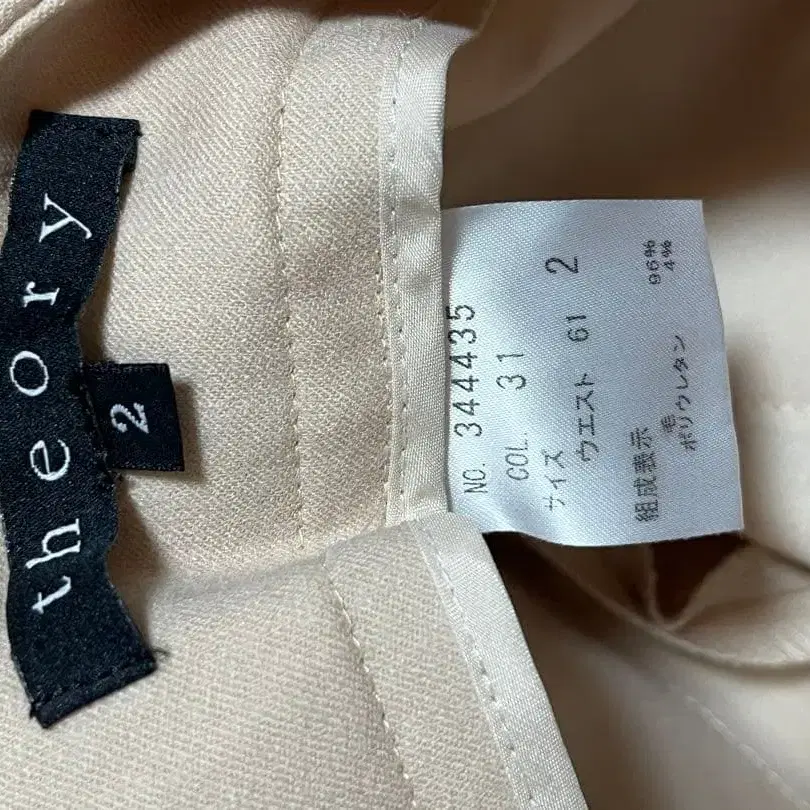 theory
2
NO. 344435
COL. 31
サイズ 2
ウエスト 61
組成表示
毛 96%
ポリウレタン 4%